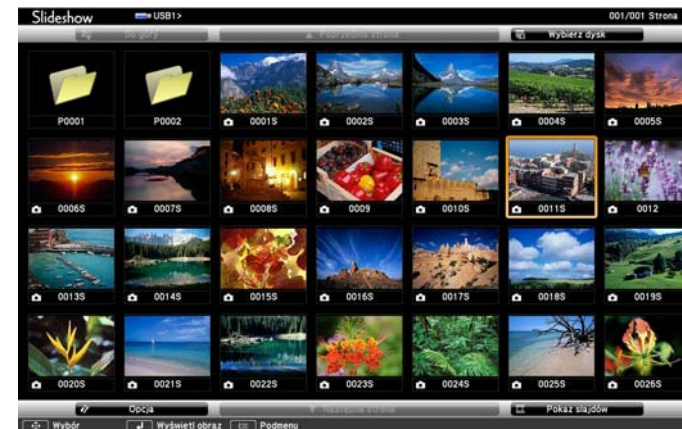 Slideshow USB1> 001/001 Strona
Do góry Poprzednia strona Wybierz dysk
P0001 P0002 0001S 0002S 0003S 0004S 0005S
0006S 0007S 0008S 0009 0010S 0011S 0012
0013S 0014S 0015S 0016S 0017S 0018S 0019S
0020S 0021S 0022S 0023S 0024S 0025S 0026S
Opcja Następna strona Pokaz slajdów
Wybór Wyświetl obraz Podmenu